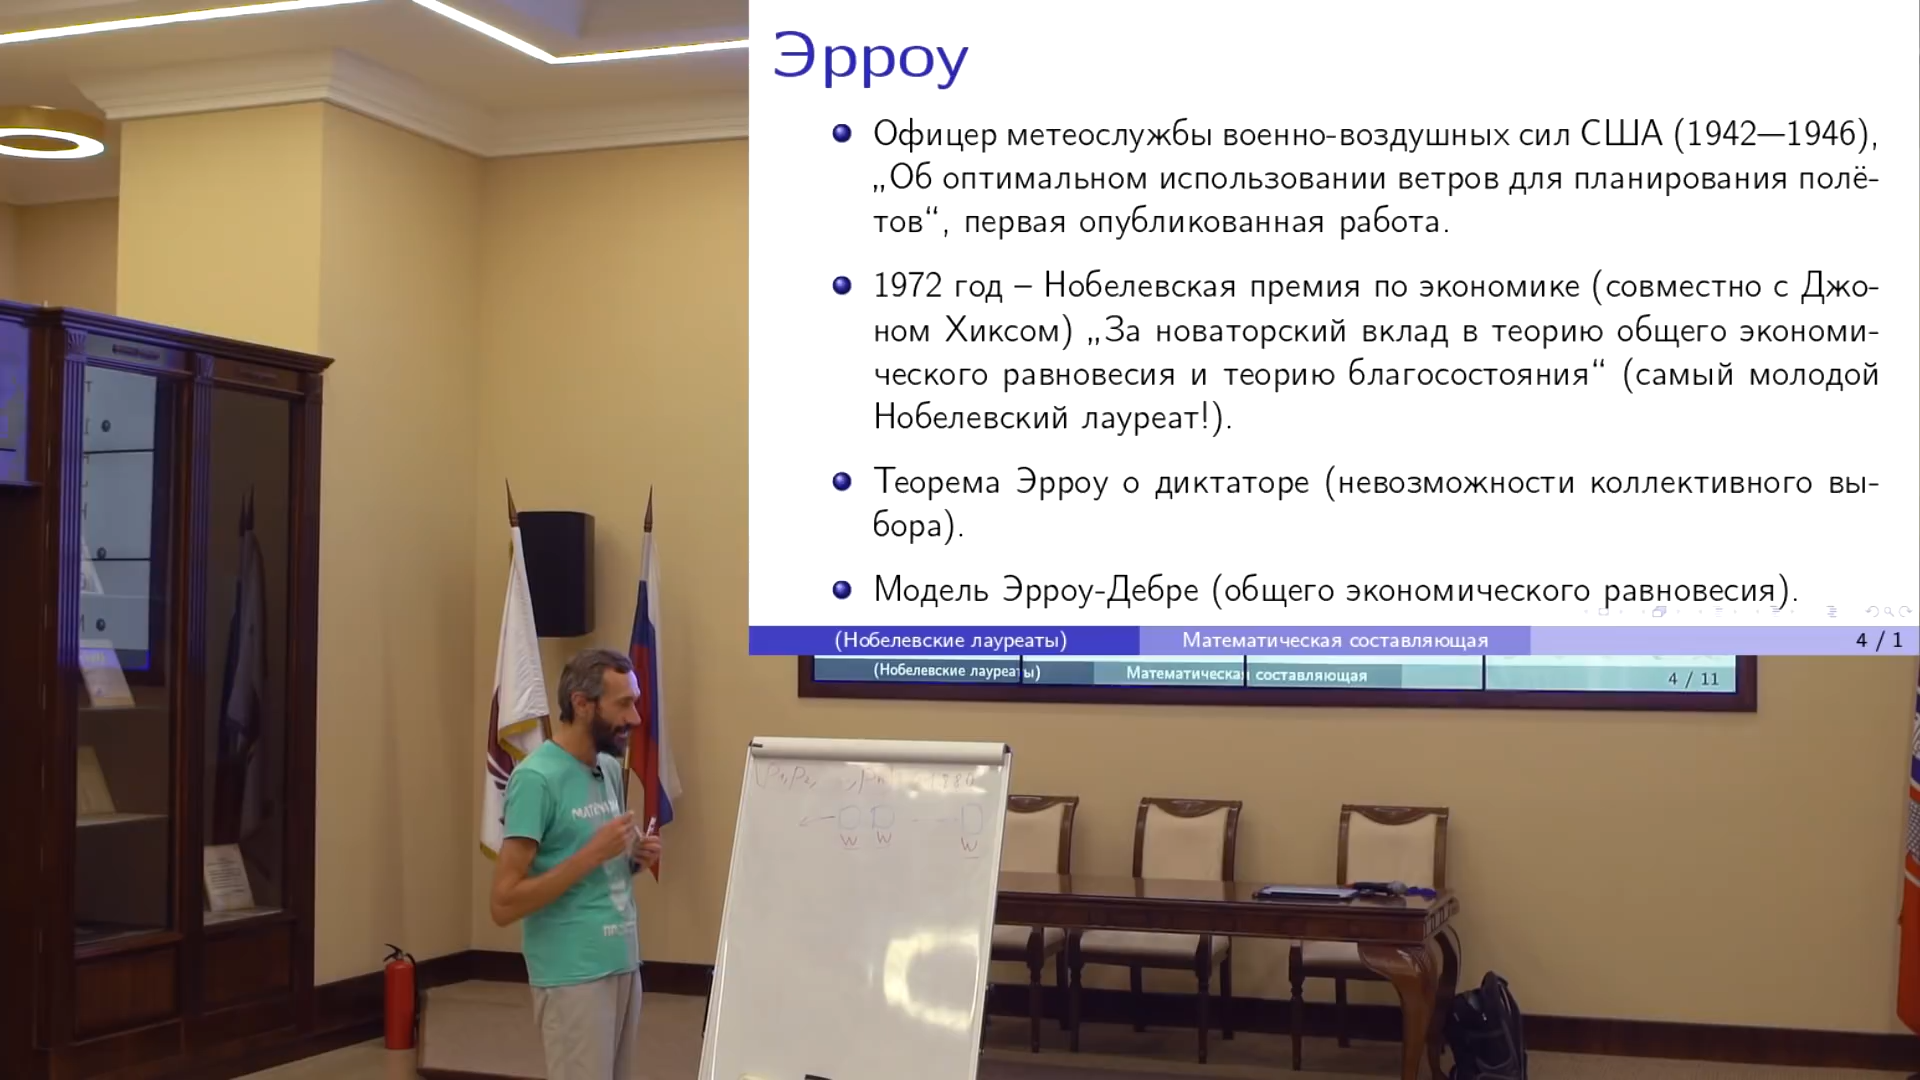 Эрроу
Офицер метеослужбы военно-воздушных сил США (1942—1946),
„Об оптимальном использовании ветров для планирования полё-
тов“, первая опубликованная работа.
1972 год – Нобелевская премия по экономике (совместно с Джо-
ном Хиксом) „За новаторский вклад в теорию общего экономи-
ческого равновесия и теорию благосостояния“ (самый молодой
Нобелевский лауреат!).
Теорема Эрроу о диктаторе (невозможности коллективного вы-
бора).
Модель Эрроу-Дебре (общего экономического равновесия).
(Нобелевские лауреаты) Математическая составляющая 4 / 1
(Нобелевские лауреаты) Математическая составляющая 4 / 11
W W W